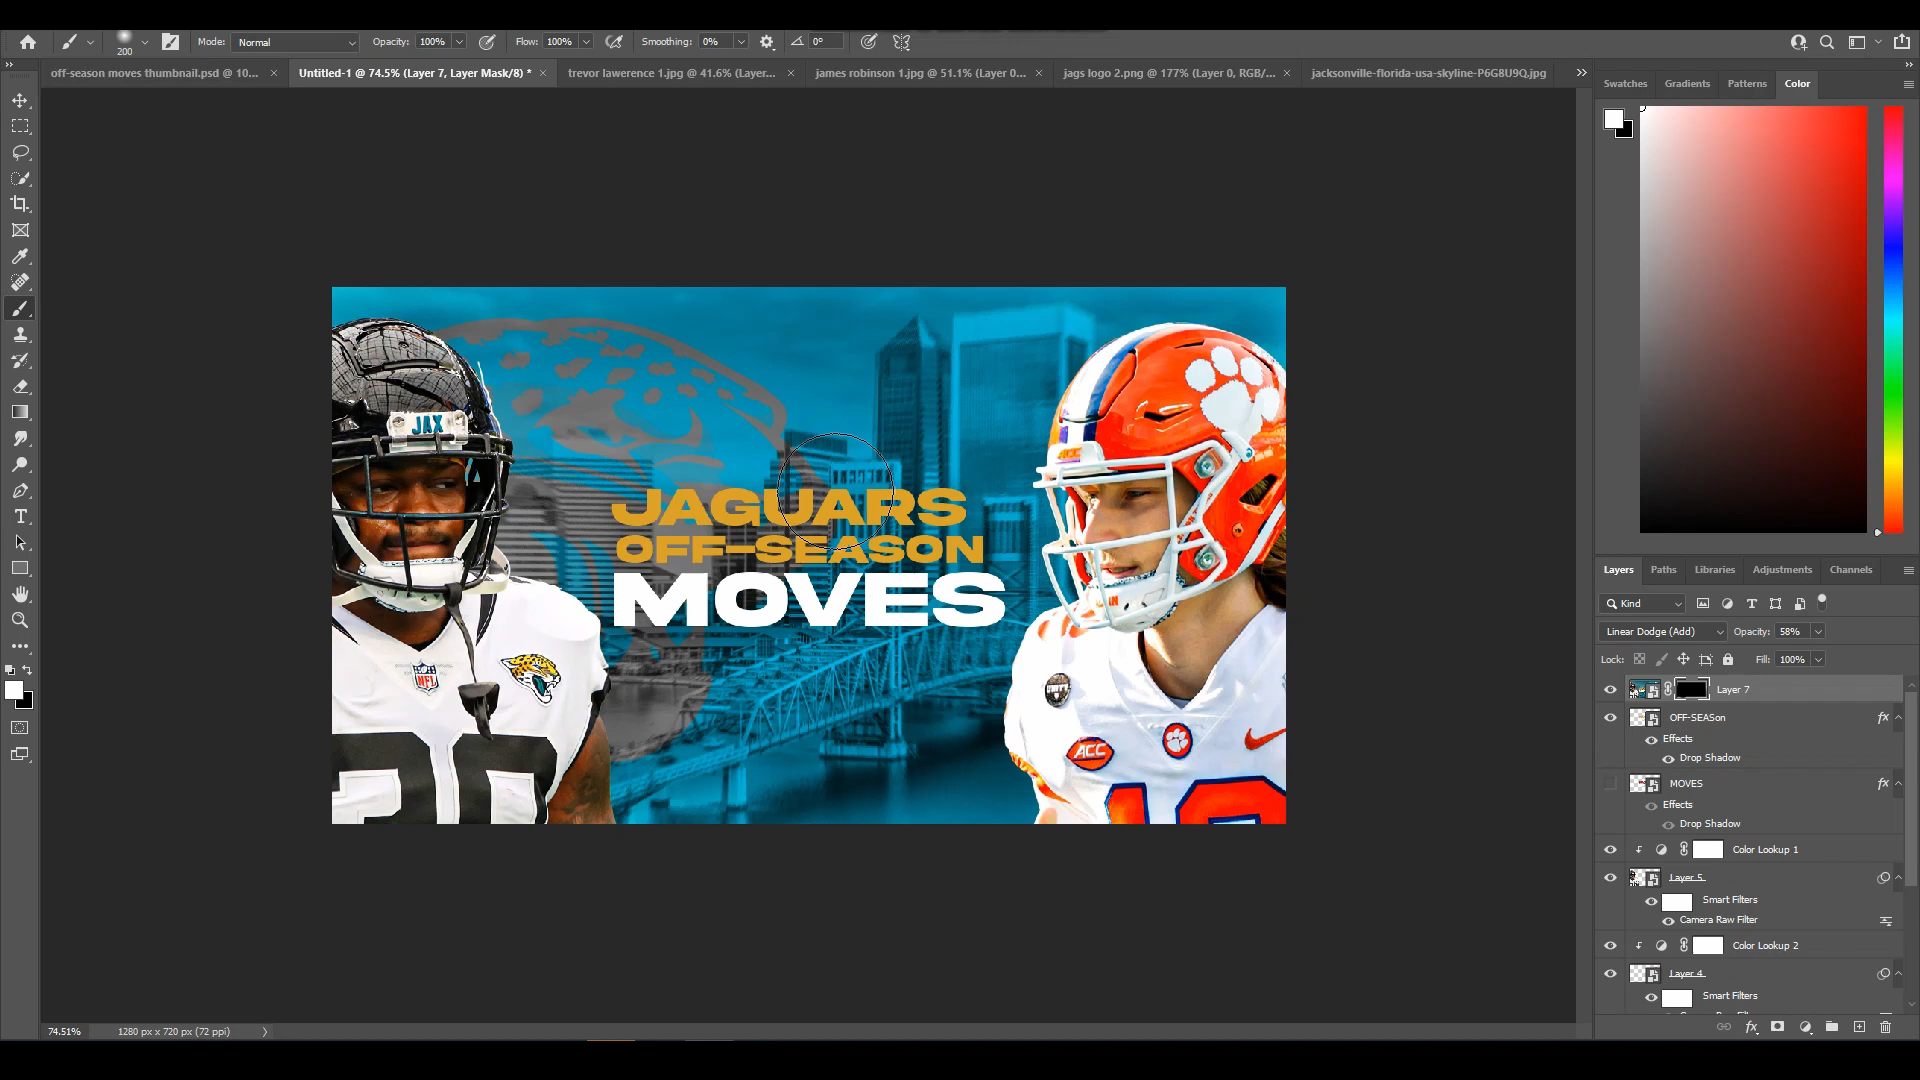 200
Mode: Normal
Opacity: 100%
Flow: 100%
Smoothing: 0%
0°
off-season moves thumbnail.psd @ 10...
Untitled-1 @ 74.5% (Layer 7, Layer Mask/8) *
trevor lawerence 1.jpg @ 41.6% (Layer...
james robinson 1.jpg @ 51.1% (Layer 0...
jags logo 2.png @ 177% (Layer 0, RGB/...
jacksonville-florida-usa-skyline-P6G8U9Q.jpg
Swatches
Gradients
Patterns
Color
JAX
JAGUARS
OFF-SEASON
MOVES
NFL
ACC
Layers
Paths
Libraries
Adjustments
Channels
Kind
Linear Dodge (Add)
Opacity: 58%
Lock:
Fill: 100%
Layer 7
OFF-SEASon
fx
Effects
Drop Shadow
MOVES
fx
Effects
Drop Shadow
Color Lookup 1
Layer 5
Smart Filters
Camera Raw Filter
Color Lookup 2
Layer 4
Smart Filters
fx
74.51%
1280 px x 720 px (72 ppi)